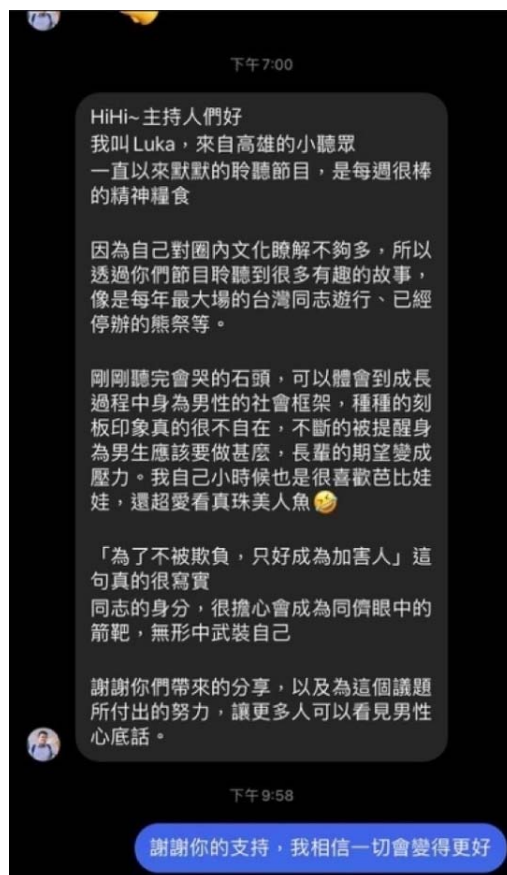 下午7:00
HiHi~主持人們好
我叫Luka，來自高雄的小聽眾
一直以來默默的聆聽節目，是每週很棒
的精神糧食
因為自己對圈內文化瞭解不夠多，所以
透過你們節目聆聽到很多有趣的故事，
像是每年最大場的台灣同志遊行、已經
停辦的熊祭等。
剛剛聽完會哭的石頭，可以體會到成長
過程中身為男性的社會框架，種種的刻
板印象真的很不自在，不斷的被提醒身
為男生應該要做甚麼，長輩的期望變成
壓力。我自己小時候也是很喜歡芭比娃
娃，還超愛看真珠美人魚🤣
「為了不被欺負，只好成為加害人」這
句真的很寫實
同志的身分，很擔心會成為同儕眼中的
箭靶，無形中武裝自己
謝謝你們帶來的分享，以及為這個議題
所付出的努力，讓更多人可以看見男性
心底話。
下午9:58
謝謝你的支持，我相信一切會變得更好